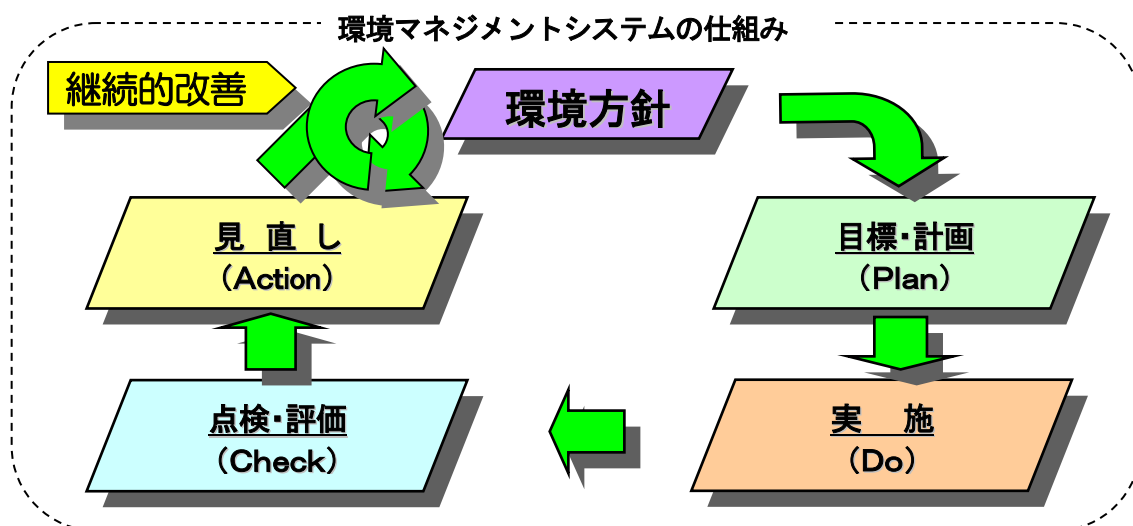 環境マネジメントシステムの仕組み
継続的改善
環境方針
見 直 し
（Action）
目標・計画
（Plan）
点検・評価
（Check）
実 施
（Do）